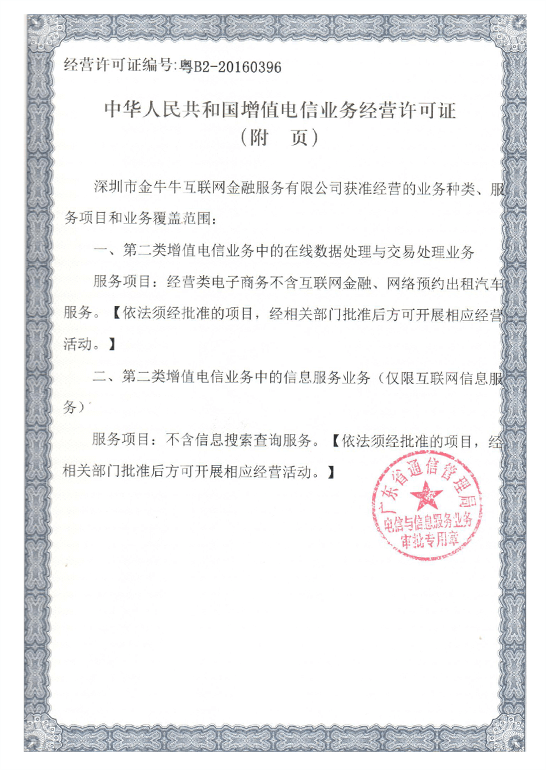 经营许可证编号:粤B2-20160396
中华人民共和国增值电信业务经营许可证
（附 页）
深圳市金牛牛互联网金融服务有限公司获准经营的业务种类、服
务项目和业务覆盖范围：
一、第二类增值电信业务中的在线数据处理与交易处理业务
服务项目：经营类电子商务不含互联网金融、网络预约出租汽车
服务。【依法须经批准的项目，经相关部门批准后方可开展相应经营
活动。】
二、第二类增值电信业务中的信息服务业务（仅限互联网信息服
务）
服务项目：不含信息搜索查询服务。【依法须经批准的项目，经
相关部门批准后方可开展相应经营活动。】
广东省通信管理局
电信与信息服务业务
审批专用章